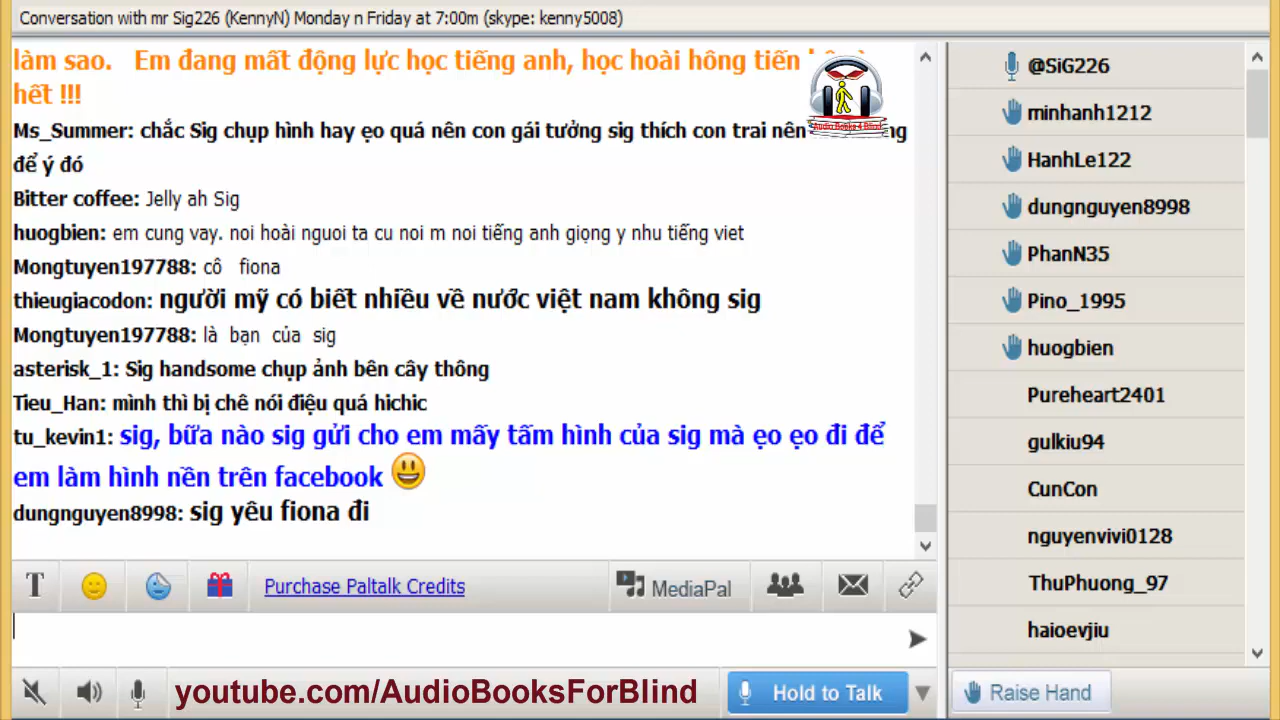 Conversation with mr Sig226 (KennyN) Monday n Friday at 7:00m (skype: kenny5008)
làm sao. Em đang mất động lực học tiếng anh, học hoài hông tiến
hết !!!
Ms_Summer: chắc Sig chụp hình hay ẹo quá nên con gái tưởng sig thích con trai nên
để ý đó
Bitter coffee: Jelly ah Sig
huogbien: em cung vay. noi hoài nguoi ta cu noi m noi tiếng anh giọng y nhu tiếng viet
Mongtuyen197788: cô fiona
thieugiacodon: người mỹ có biết nhiều về nước việt nam không sig
Mongtuyen197788: là bạn của sig
asterisk_1: Sig handsome chụp ảnh bên cây thông
Tieu_Han: mình thì bị chê nói điệu quá hichic
tu_kevin1: sig, bữa nào sig gửi cho em mấy tấm hình của sig mà ẹo ẹo đi để
em làm hình nền trên facebook
dungnguyen8998: sig yêu fiona đi
Audio Books 4 Blind
@SiG226
minhanh1212
HanhLe122
dungnguyen8998
PhanN35
Pino_1995
huogbien
Pureheart2401
gulkiu94
CunCon
nguyenvivi0128
ThuPhuong_97
haioevjiu
T
Purchase Paltalk Credits
MediaPal
youtube.com/AudioBooksForBlind
Hold to Talk
Raise Hand